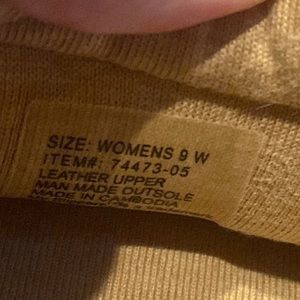 SIZE: WOMENS 9 W
ITEM#: 74473-05
LEATHER UPPER
MAN MADE OUTSOLE
MADE IN CAMBODIA